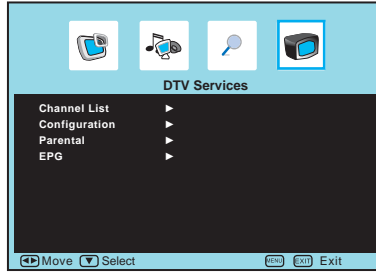 DTV Services
Channel List ►
Configuration ►
Parental ►
EPG ►
◄► Move ▼ Select MENU EXIT Exit